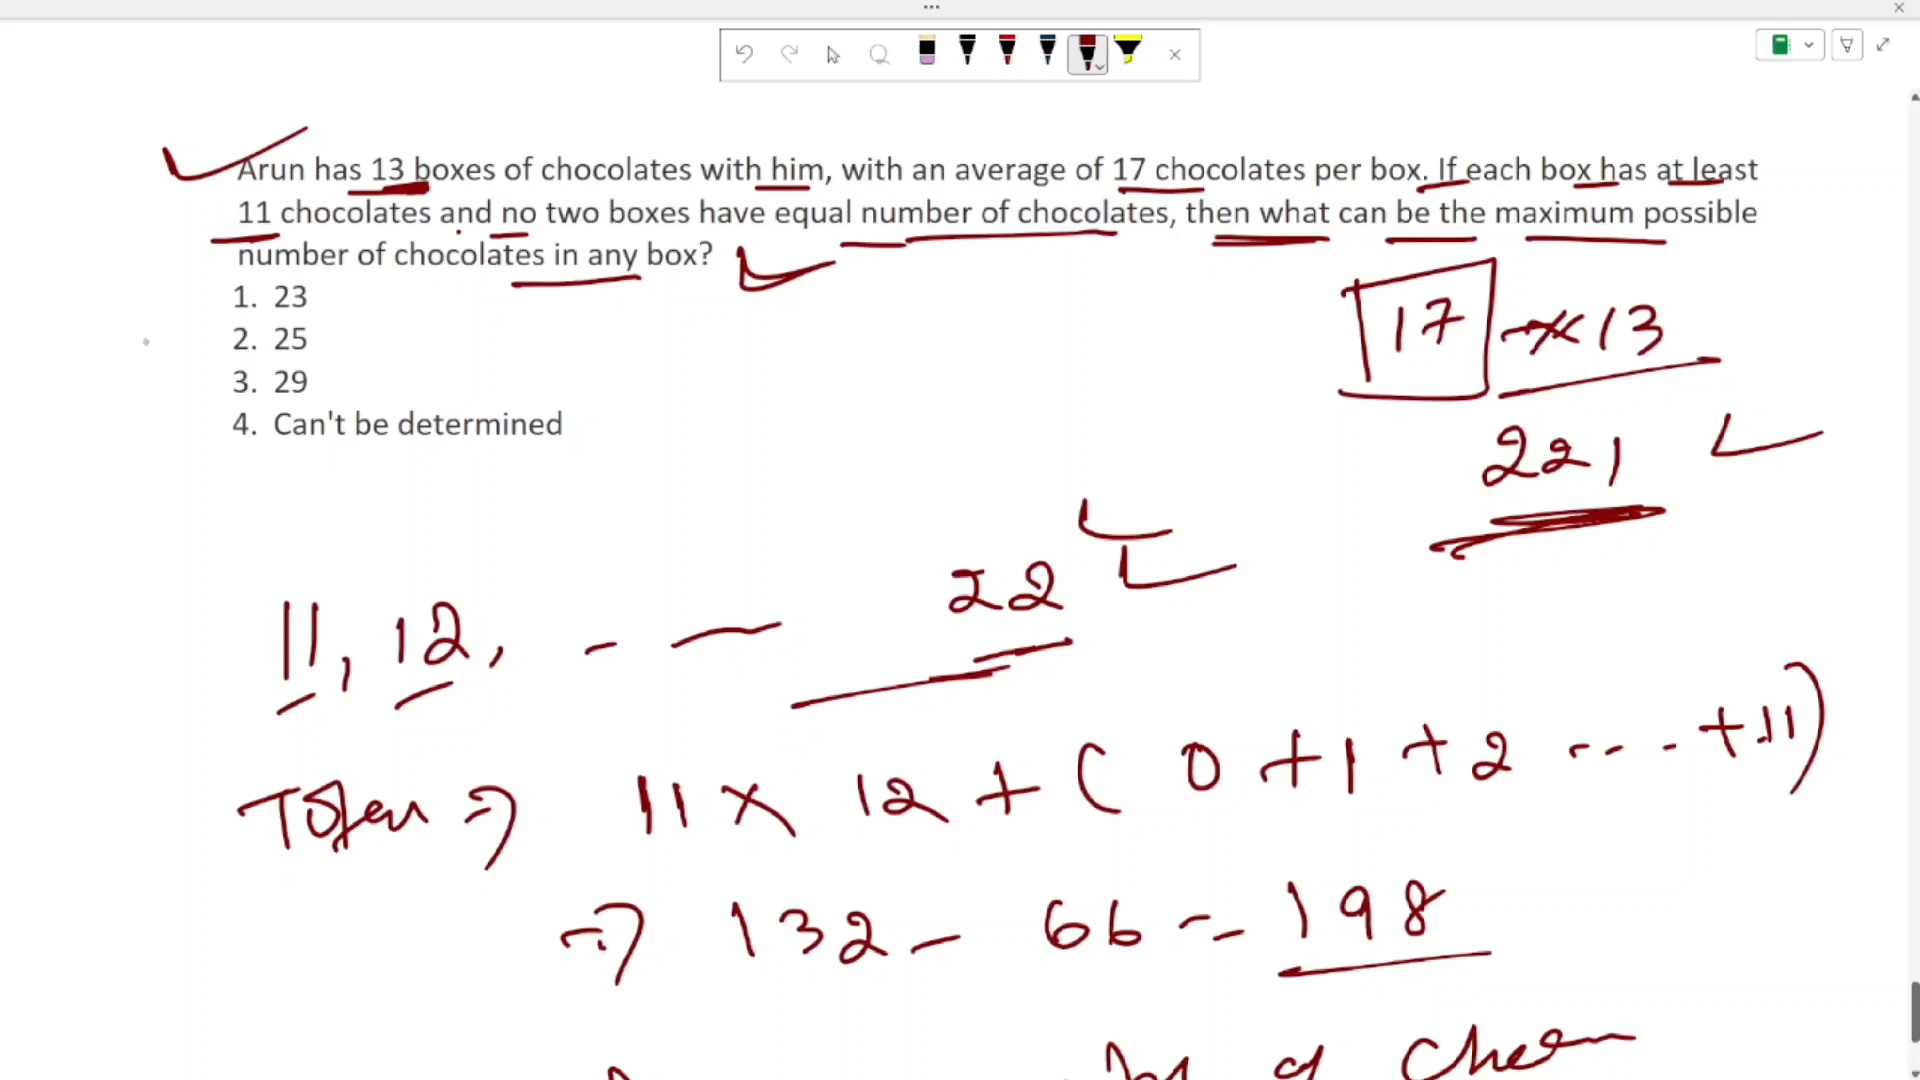 Arun has 13 boxes of chocolates with him, with an average of 17 chocolates per box. If each box has at least
11 chocolates and no two boxes have equal number of chocolates, then what can be the maximum possible
number of chocolates in any box?
1. 23
2. 25
3. 29
4. Can't be determined
17 × 13
221
11, 12, - — 22
⇒ 11 × 12 + ( 0 + 1 + 2 ... + 11)
⇒ 132 - 66 = 198